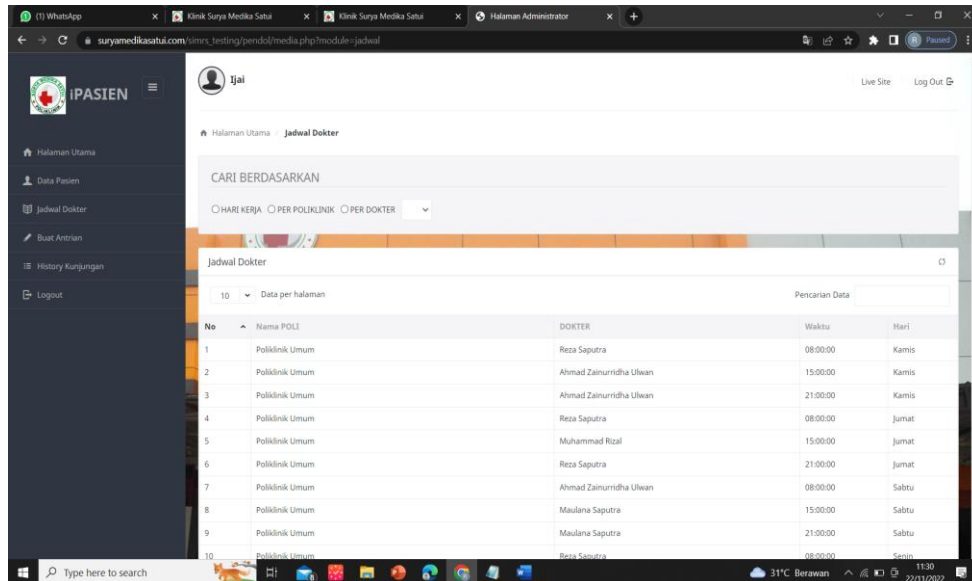 (1) WhatsApp
Klinik Surya Medika Satui
Klinik Surya Medika Satui
Halaman Administrator
suryamedikasatui.com/simrs_testing/pendol/media.php?module=jadwal
R Paused
iPASIEN
Ijai
Live Site
Log Out
Halaman Utama / Jadwal Dokter
Halaman Utama
Data Pasien
Jadwal Dokter
Buat Antrian
History Kunjungan
Logout
CARI BERDASARKAN
HARI KERJA PER POLIKLINIK PER DOKTER
Jadwal Dokter
10 Data per halaman
Pencarian Data
No Nama POLI DOKTER Waktu Hari
1 Poliklinik Umum Reza Saputra 08:00:00 Kamis
2 Poliklinik Umum Ahmad Zainurridha Ulwan 15:00:00 Kamis
3 Poliklinik Umum Ahmad Zainurridha Ulwan 21:00:00 Kamis
4 Poliklinik Umum Reza Saputra 08:00:00 Jumat
5 Poliklinik Umum Muhammad Rizal 15:00:00 Jumat
6 Poliklinik Umum Reza Saputra 21:00:00 Jumat
7 Poliklinik Umum Ahmad Zainurridha Ulwan 08:00:00 Sabtu
8 Poliklinik Umum Maulana Saputra 15:00:00 Sabtu
9 Poliklinik Umum Maulana Saputra 21:00:00 Sabtu
10 Poliklinik Umum Reza Saputra 08:00:00 Senin
Type here to search
31°C Berawan
11:30
22/11/2022